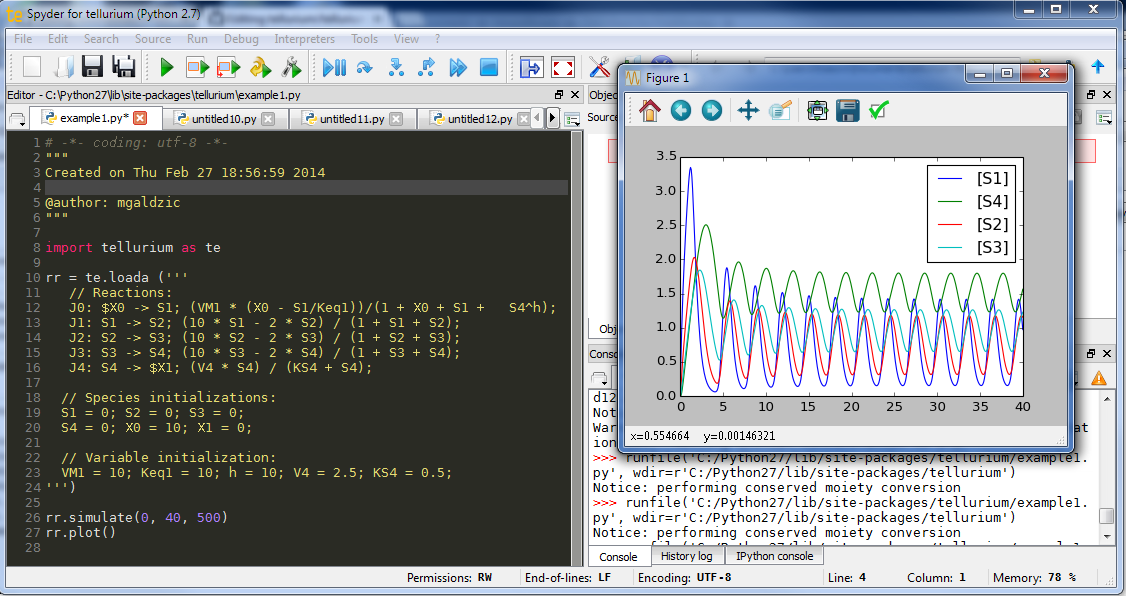 Spyder for tellurium (Python 2.7)
File Edit Search Source Run Debug Interpreters Tools View ?
Editor - C:\Python27\lib\site-packages\tellurium\example1.py
example1.py* untitled10.py untitled11.py untitled12.py
1 # -*- coding: utf-8 -*-
2 """
3 Created on Thu Feb 27 18:56:59 2014
4
5 @author: mgaldzic
6 """
7
8 import tellurium as te
9
10 rr = te.loada ('''
11 // Reactions:
12 J0: $X0 -> S1; (VM1 * (X0 - S1/Keq1))/(1 + X0 + S1 + S4^h);
13 J1: S1 -> S2; (10 * S1 - 2 * S2) / (1 + S1 + S2);
14 J2: S2 -> S3; (10 * S2 - 2 * S3) / (1 + S2 + S3);
15 J3: S3 -> S4; (10 * S3 - 2 * S4) / (1 + S3 + S4);
16 J4: S4 -> $X1; (V4 * S4) / (KS4 + S4);
17
18 // Species initializations:
19 S1 = 0; S2 = 0; S3 = 0;
20 S4 = 0; X0 = 10; X1 = 0;
21
22 // Variable initialization:
23 VM1 = 10; Keq1 = 10; h = 10; V4 = 2.5; KS4 = 0.5;
24 ''')
25
26 rr.simulate(0, 40, 500)
27 rr.plot()
28
Objec
Source
Obj
Conso
Figure 1
3.5
3.0
2.5
2.0
1.5
1.0
0.5
0.0
0 5 10 15 20 25 30 35 40
[S1]
[S4]
[S2]
[S3]
x=0.554664 y=0.00146321
d12
Not
War at
ion
>>> runfile('C:/Python27/lib/site-packages/tellurium/example1.
py', wdir=r'C:/Python27/lib/site-packages/tellurium')
Notice: performing conserved moiety conversion
>>> runfile('C:/Python27/lib/site-packages/tellurium/example1.
py', wdir=r'C:/Python27/lib/site-packages/tellurium')
Notice: performing conserved moiety conversion
Console History log IPython console
Permissions: RW End-of-lines: LF Encoding: UTF-8 Line: 4 Column: 1 Memory: 78 %